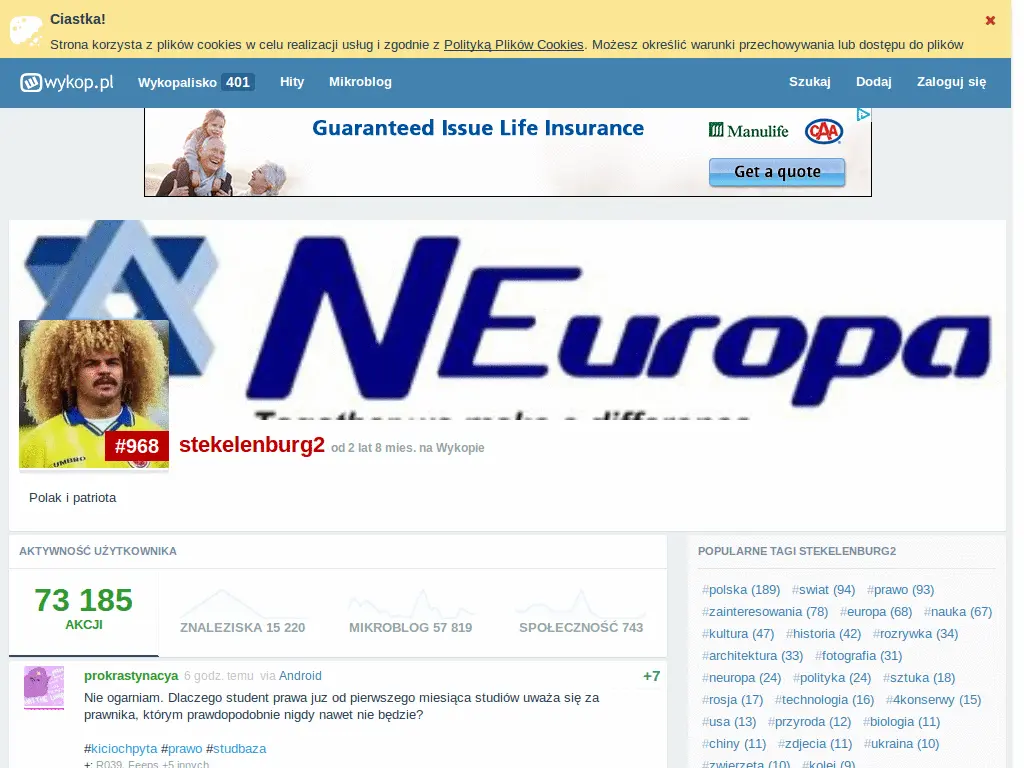 Ciastka!
Strona korzysta z plików cookies w celu realizacji usług i zgodnie z Polityką Plików Cookies. Możesz określić warunki przechowywania lub dostępu do plików
wykop.pl Wykopalisko 401 Hity Mikroblog Szukaj Dodaj Zaloguj się
Guaranteed Issue Life Insurance
Manulife CAA
Get a quote
NEuropa
Together we make a difference
#968
stekelenburg2 od 2 lat 8 mies. na Wykopie
Polak i patriota
AKTYWNOŚĆ UŻYTKOWNIKA
73 185
AKCJI
ZNALEZISKA 15 220
MIKROBLOG 57 819
SPOŁECZNOŚĆ 743
prokrastynacya 6 godz. temu via Android +7
Nie ogarniam. Dlaczego student prawa juz od pierwszego miesiąca studiów uważa się za
prawnika, którym prawdopodobnie nigdy nawet nie będzie?
#kiciochpyta #prawo #studbaza
+: R039, Feeps +5 innych
POPULARNE TAGI STEKELENBURG2
#polska (189) #swiat (94) #prawo (93)
#zainteresowania (78) #europa (68) #nauka (67)
#kultura (47) #historia (42) #rozrywka (34)
#architektura (33) #fotografia (31)
#neuropa (24) #polityka (24) #sztuka (18)
#rosja (17) #technologia (16) #4konserwy (15)
#usa (13) #przyroda (12) #biologia (11)
#chiny (11) #zdjecia (11) #ukraina (10)
#zwierzeta (10) #kolej (9)